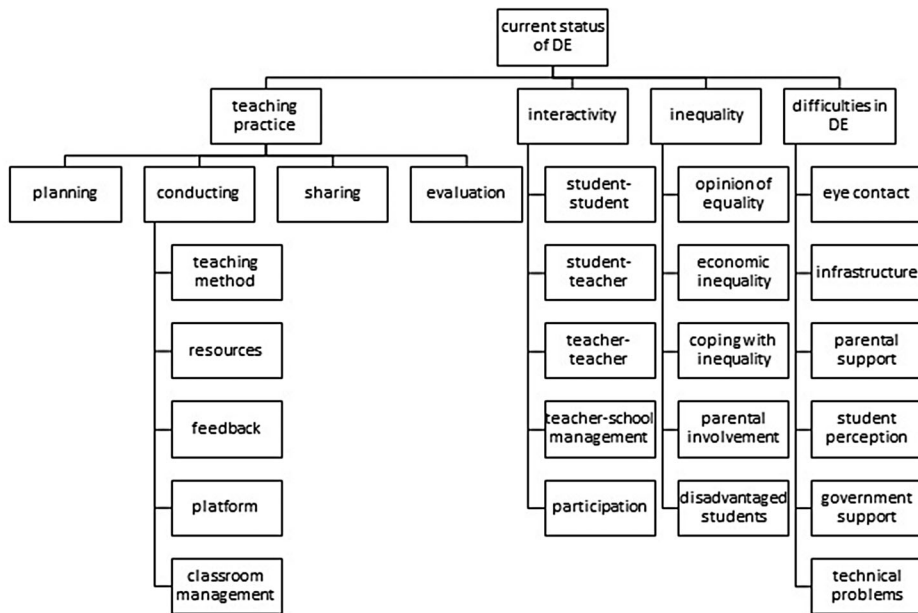 current status
of DE
teaching
practice
interactivity
inequality
difficulties in
DE
planning
conducting
sharing
evaluation
teaching
method
resources
feedback
platform
classroom
management
student-
student
student-
teacher
teacher-
teacher
teacher-school
management
participation
opinion of
equality
economic
inequality
coping with
inequality
parental
involvement
disadvantaged
students
eye contact
infrastructure
parental
support
student
perception
government
support
technical
problems